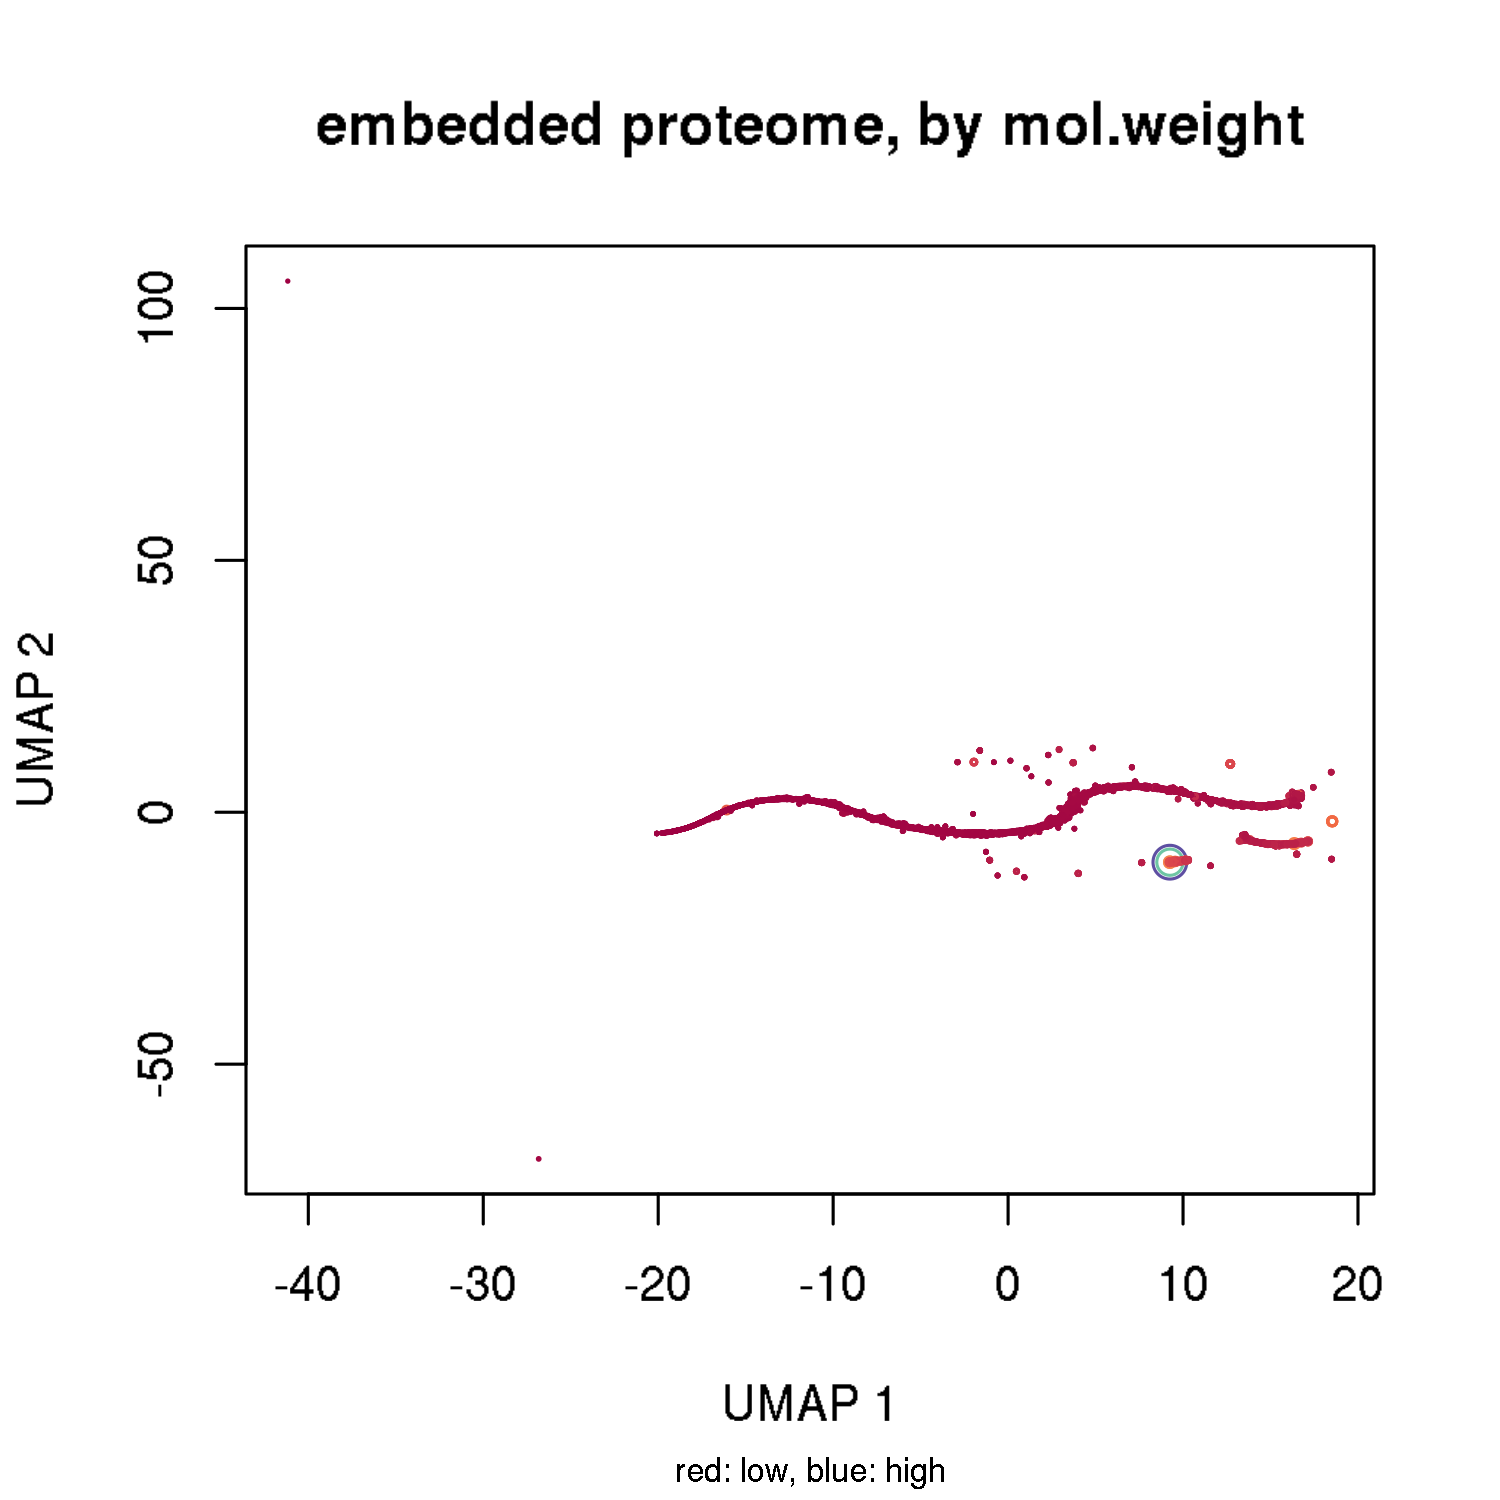 embedded proteome, by mol.weight
100
50
0
-50
UMAP 2
-40 -30 -20 -10 0 10 20
UMAP 1
red: low, blue: high